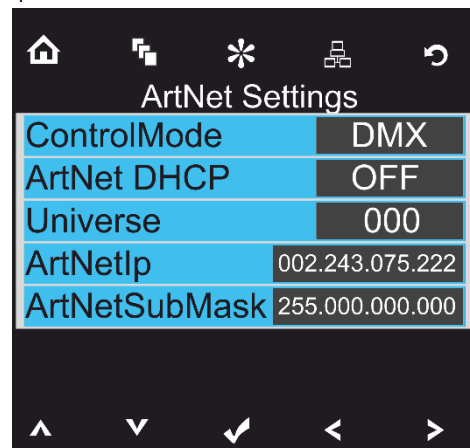 ArtNet Settings
ControlMode DMX
ArtNet DHCP OFF
Universe 000
ArtNetIp 002.243.075.222
ArtNetSubMask 255.000.000.000